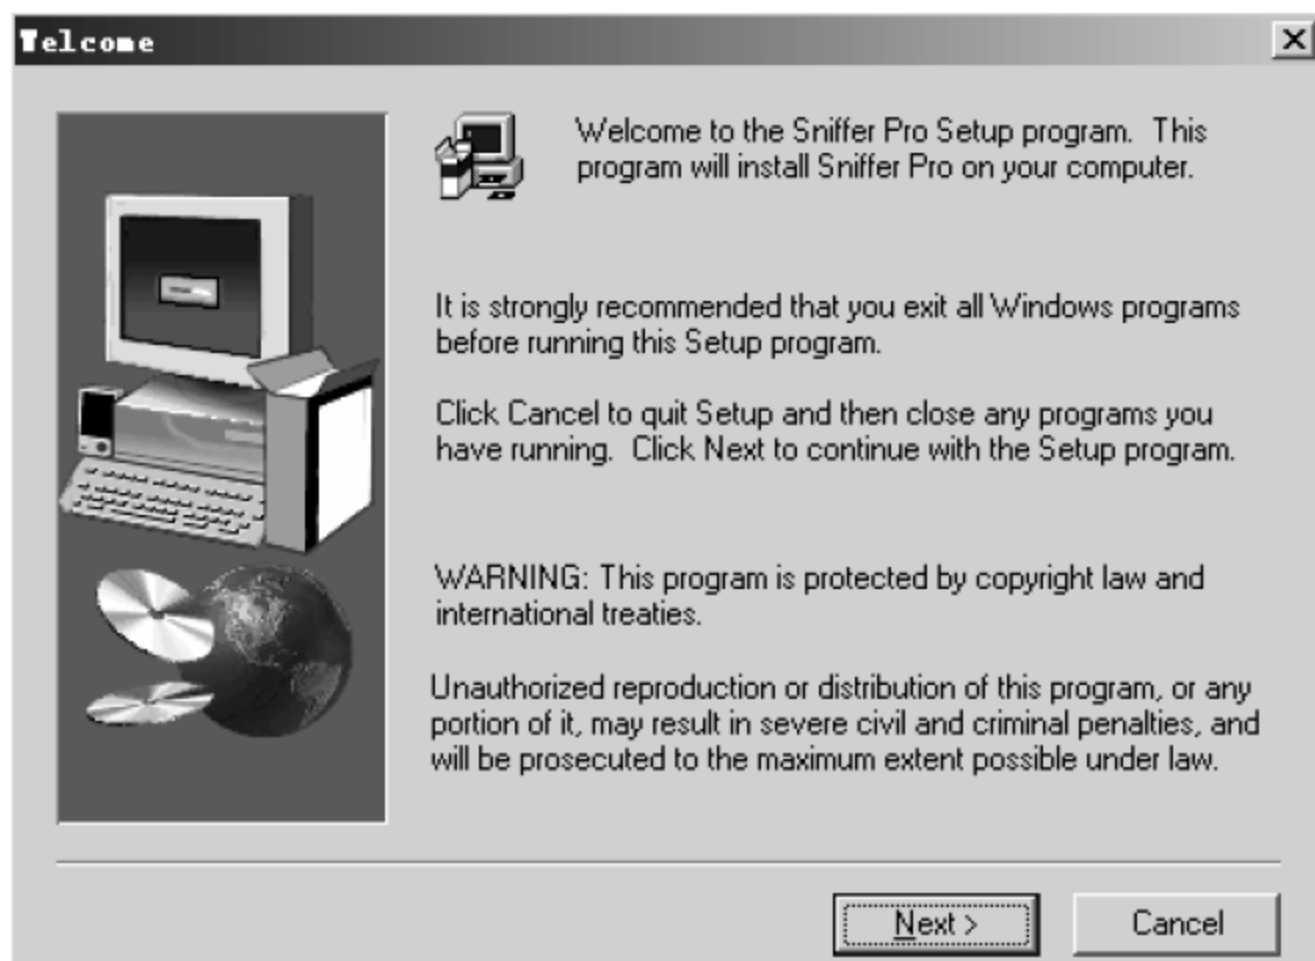 Welcome
Welcome to the Sniffer Pro Setup program.  This
program will install Sniffer Pro on your computer.
It is strongly recommended that you exit all Windows programs
before running this Setup program.
Click Cancel to quit Setup and then close any programs you
have running.  Click Next to continue with the Setup program.
WARNING: This program is protected by copyright law and
international treaties.
Unauthorized reproduction or distribution of this program, or any
portion of it, may result in severe civil and criminal penalties, and
will be prosecuted to the maximum extent possible under law.
Next > Cancel